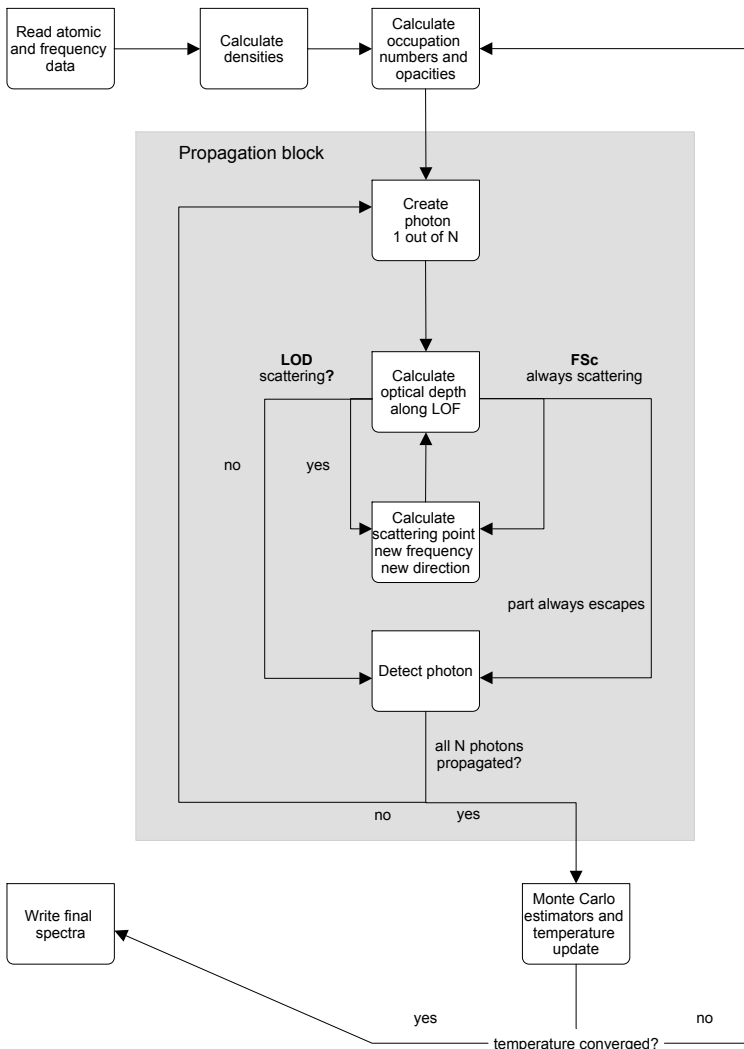 Read atomic
and frequency
data
Calculate
densities
Calculate
occupation
numbers and
opacities
Propagation block
Create
photon
1 out of N
LOD
scattering?
Calculate
optical depth
along LOF
FSc
always scattering
no
yes
Calculate
scattering point
new frequency
new direction
part always escapes
Detect photon
all N photons
propagated?
no
yes
Write final
spectra
Monte Carlo
estimators and
temperature
update
yes
no
temperature converged?